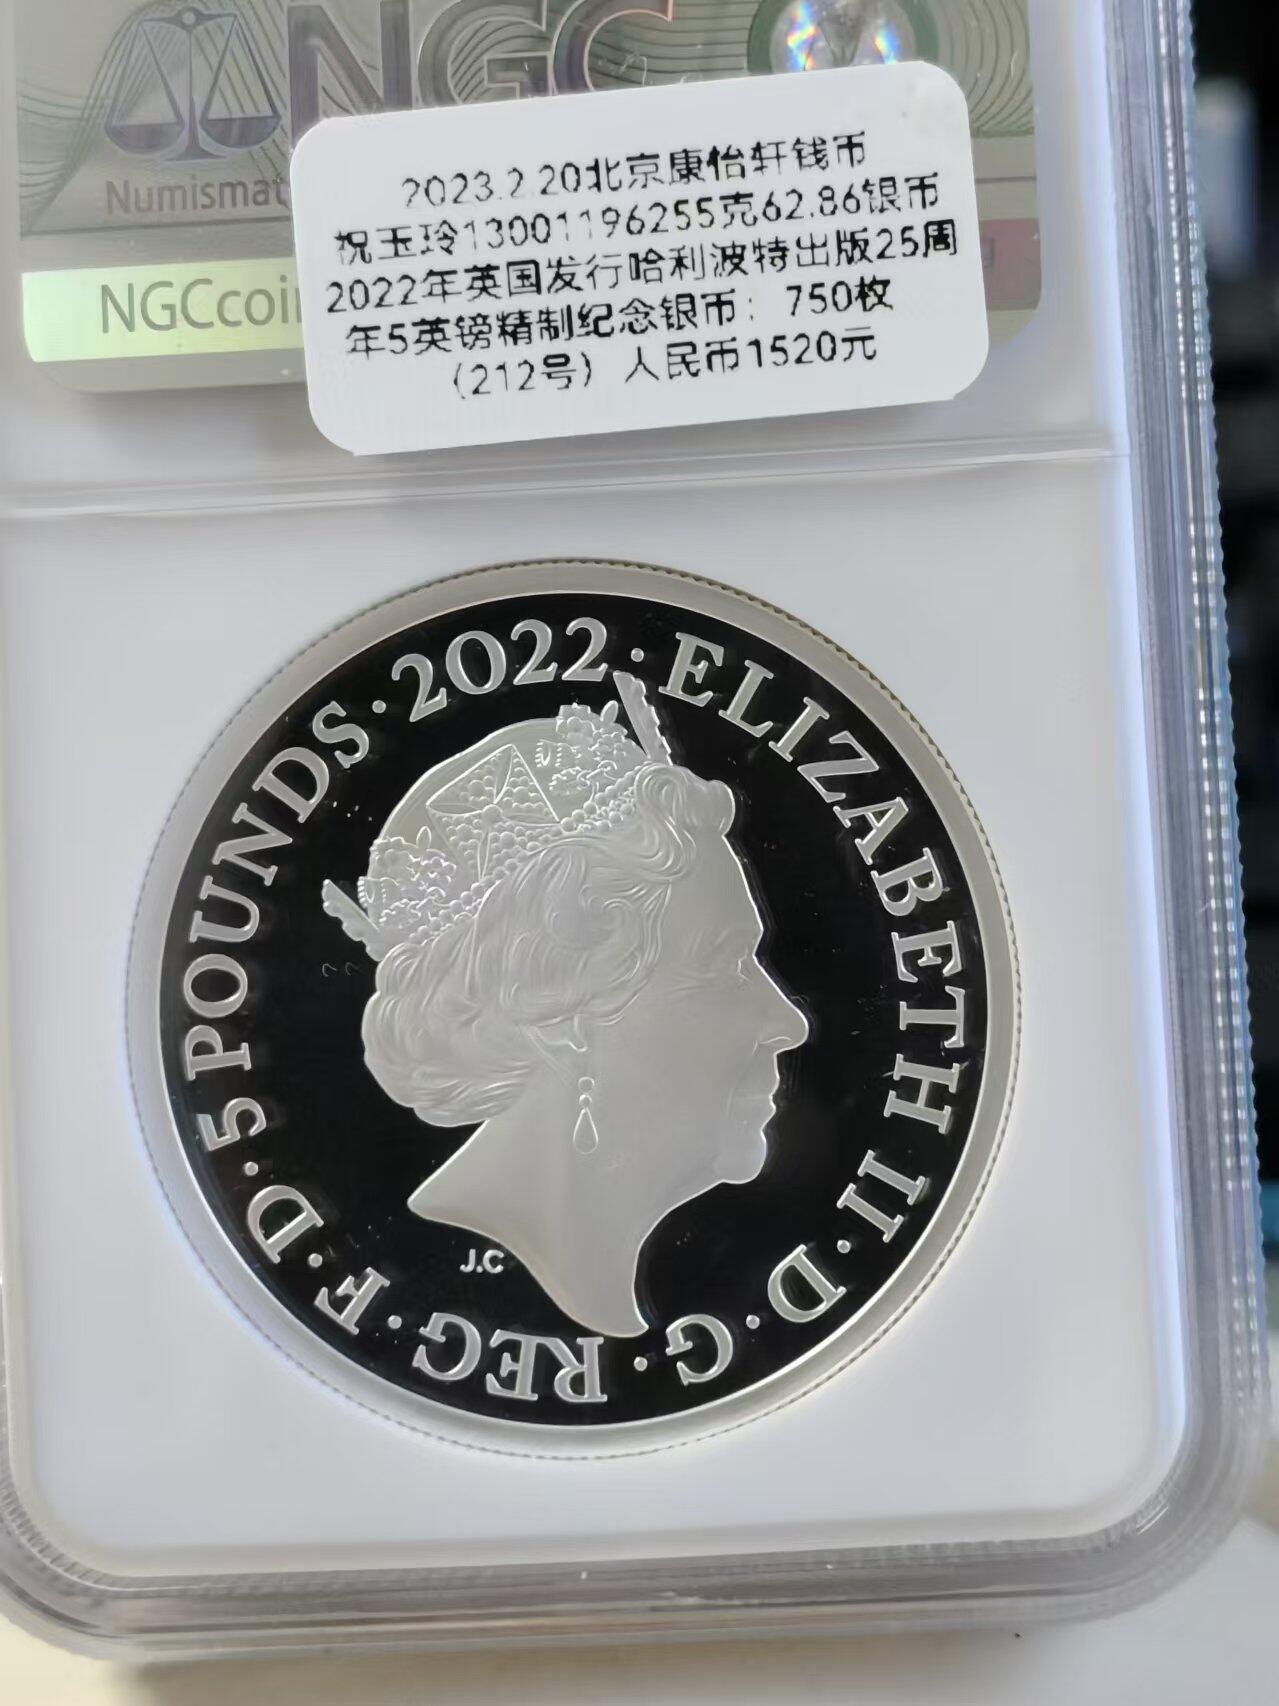 NGC
Numismat
NGCcoi
2023.2.20北京康怡轩钱币
祝玉玲13001196255克62.86银币
2022年英国发行哈利波特出版25周
年5英镑精制纪念银币：750枚
（212号）人民币1520元
ELIZABETH II · D · G · REG · F · D · 5 POUNDS · 2022 ·
J.C